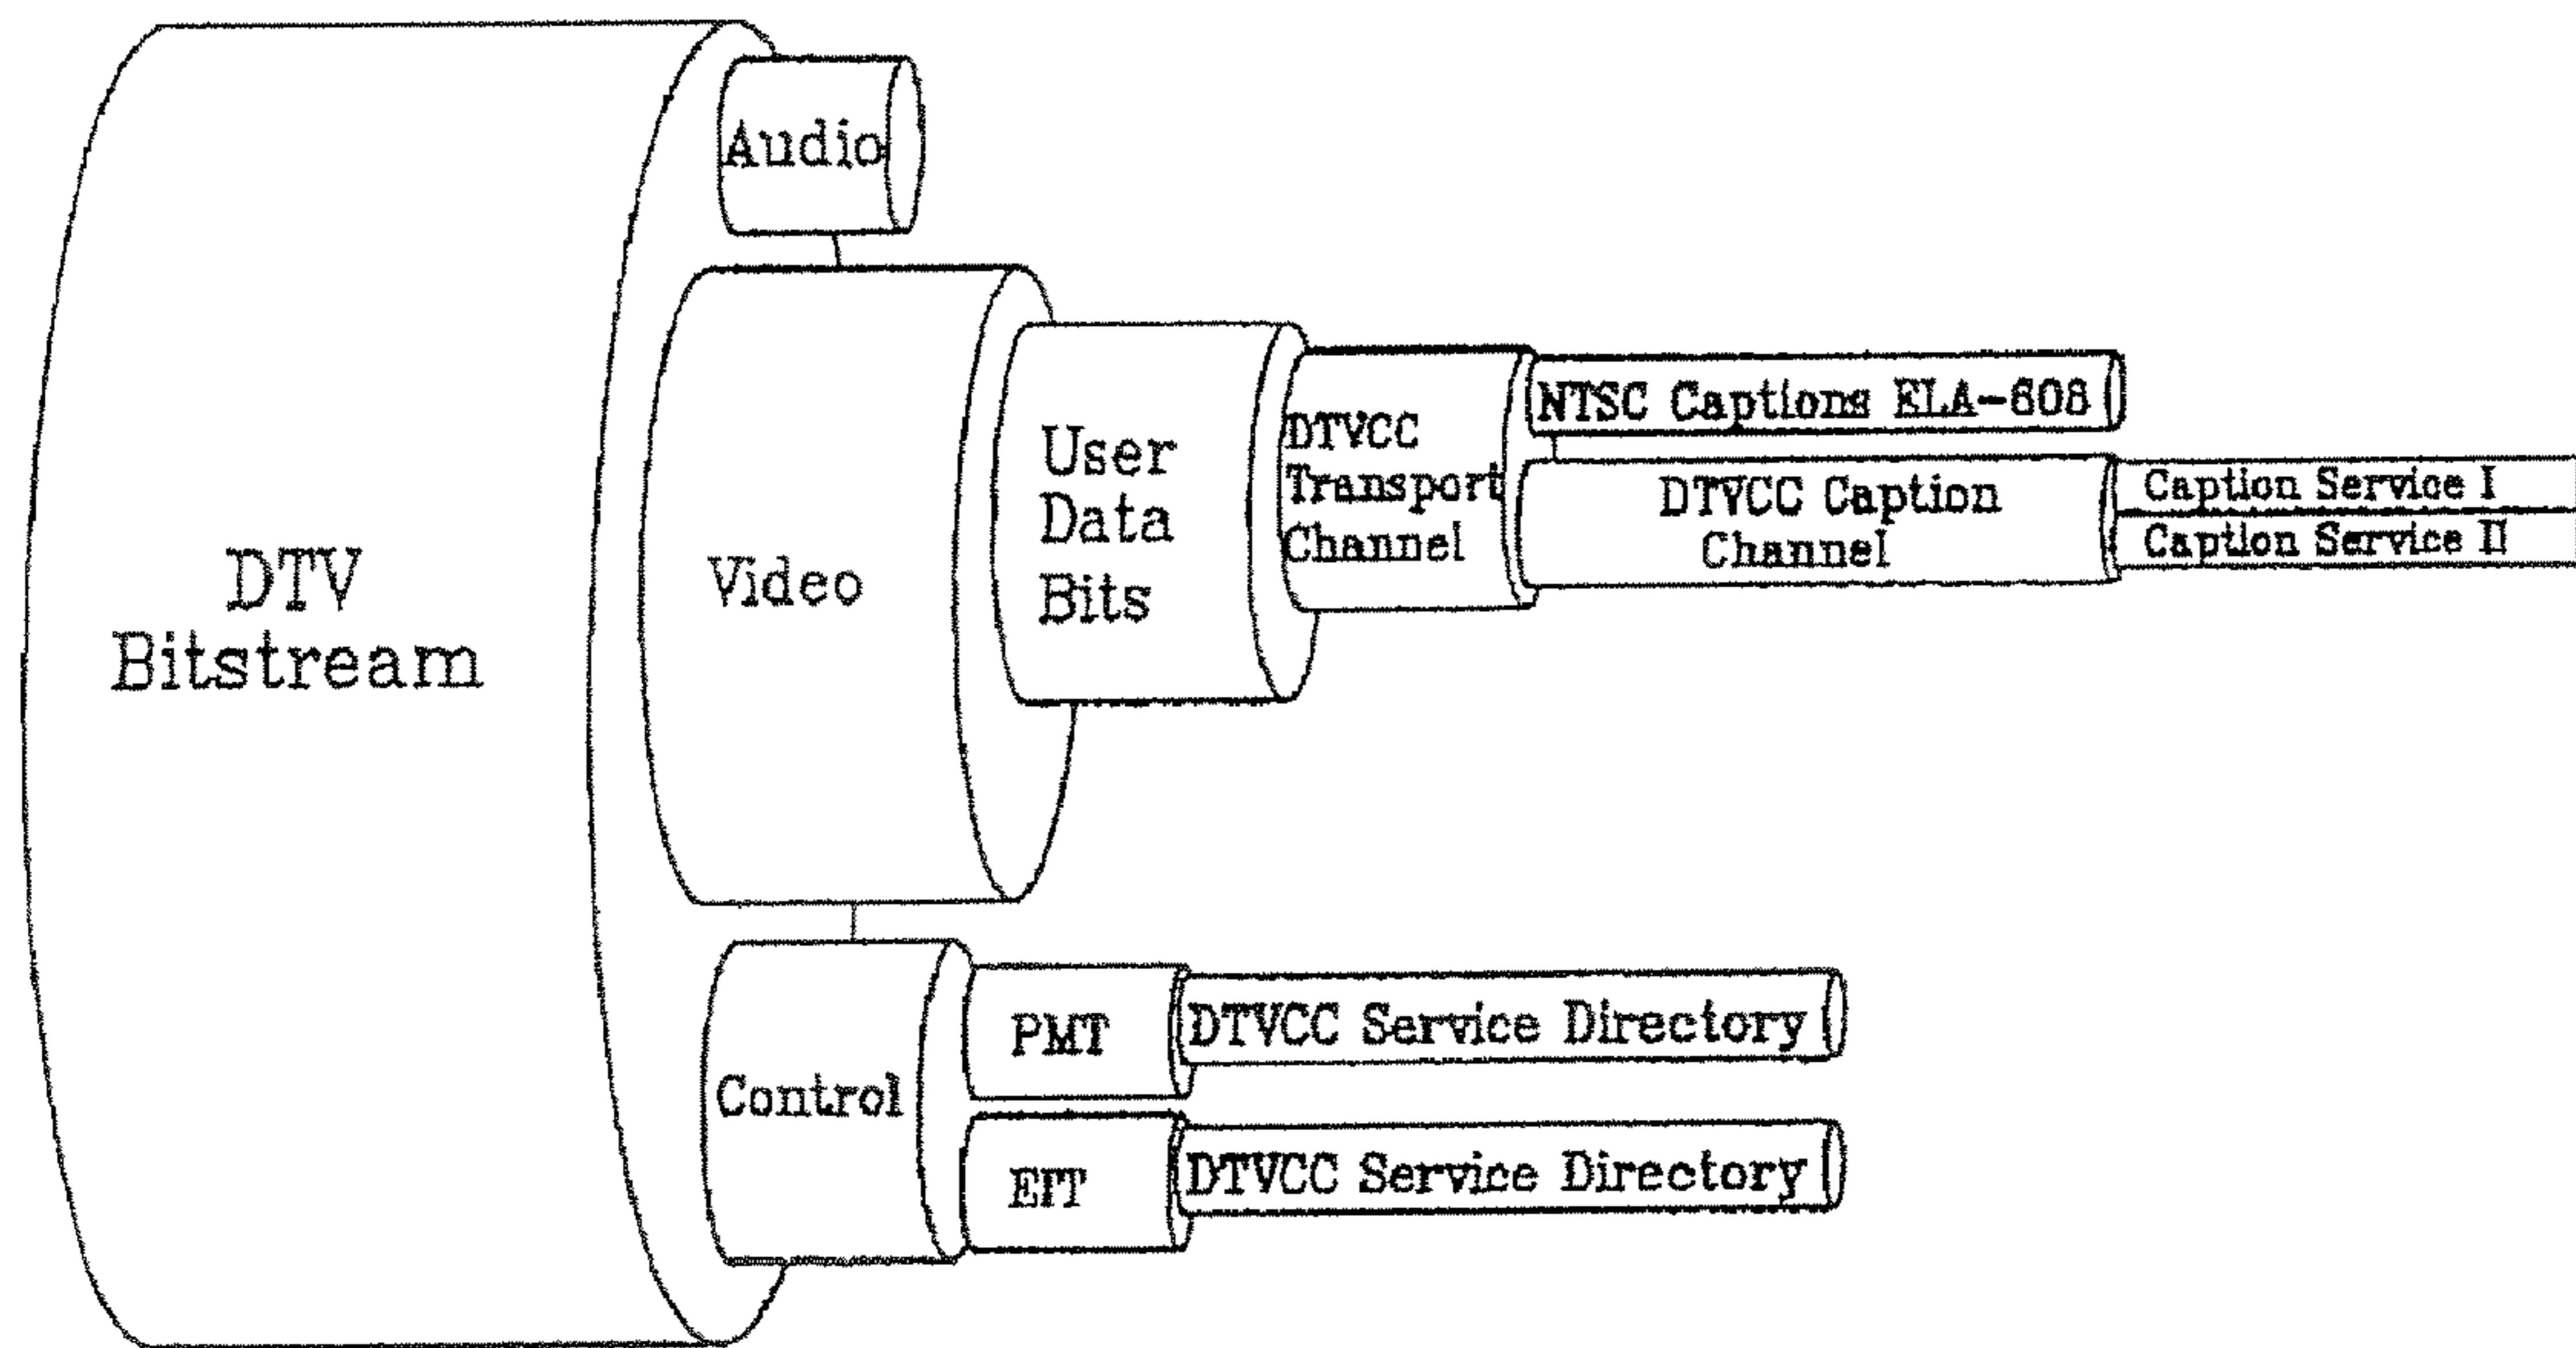 Audio
DTV
Bitstream
Video
User
Data
Bits
DTVCC
Transport
Channel
NTSC Captions ELA-608
DTVCC Caption
Channel
Caption Service I
Caption Service II
Control
PMT
DTVCC Service Directory
EIT
DTVCC Service Directory